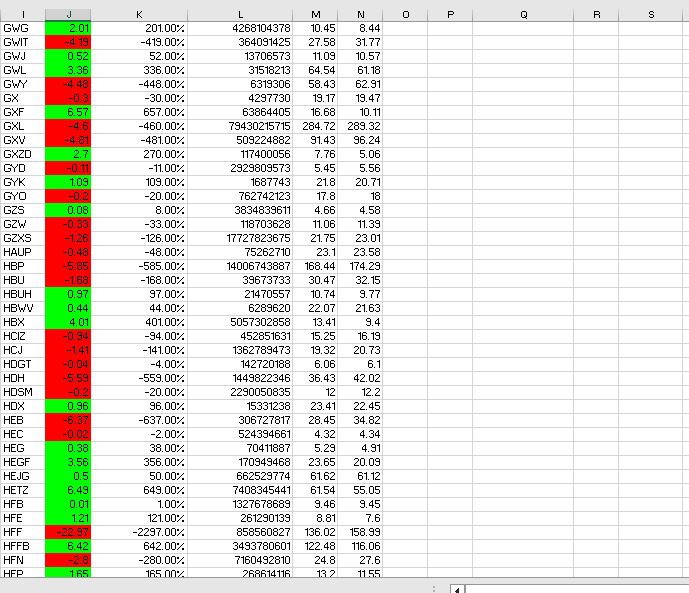 I J K L M N O P Q R S
GWG 2.01 201.00% 4268104378 10.45 8.44
GWIT -4.19 -419.00% 364091425 27.58 31.77
GWJ 0.52 52.00% 13706573 11.09 10.57
GWL 3.36 336.00% 31518213 64.54 61.18
GWY -4.48 -448.00% 6319306 58.43 62.91
GX -0.3 -30.00% 4297730 19.17 19.47
GXF 6.57 657.00% 63864405 16.68 10.11
GXL -4.6 -460.00% 79430215715 284.72 289.32
GXV -4.81 -481.00% 509224882 91.43 96.24
GXZD 2.7 270.00% 117400056 7.76 5.06
GYD -0.11 -11.00% 2929809573 5.45 5.56
GYK 1.09 109.00% 1687743 21.8 20.71
GYO -0.2 -20.00% 762742123 17.8 18
GZS 0.08 8.00% 3834839611 4.66 4.58
GZW -0.33 -33.00% 118703628 11.06 11.39
GZXS -1.26 -126.00% 17727823675 21.75 23.01
HAUP -0.48 -48.00% 75262710 23.1 23.58
HBP -5.85 -585.00% 14006743887 168.44 174.29
HBU -1.68 -168.00% 39673733 30.47 32.15
HBUH 0.97 97.00% 21470557 10.74 9.77
HBWV 0.44 44.00% 6289620 22.07 21.63
HBX 4.01 401.00% 5057302858 13.41 9.4
HCIZ -0.94 -94.00% 452851631 15.25 16.19
HCJ -1.41 -141.00% 1362789473 19.32 20.73
HDGT -0.04 -4.00% 142720188 6.06 6.1
HDH -5.59 -559.00% 1449822346 36.43 42.02
HDSM -0.2 -20.00% 2290050835 12 12.2
HDX 0.96 96.00% 15331238 23.41 22.45
HEB -6.37 -637.00% 306727817 28.45 34.82
HEC -0.02 -2.00% 524394661 4.32 4.34
HEG 0.38 38.00% 70411887 5.29 4.91
HEGF 3.56 356.00% 170949468 23.65 20.09
HEJG 0.5 50.00% 662529774 61.62 61.12
HETZ 6.49 649.00% 7408345441 61.54 55.05
HFB 0.01 1.00% 1327678689 9.46 9.45
HFE 1.21 121.00% 261290139 8.81 7.6
HFF -22.97 -2297.00% 858560827 136.02 158.99
HFFB 6.42 642.00% 3493780601 122.48 116.06
HFN -2.8 -280.00% 7160492810 24.8 27.6
HFP 1.65 165.00% 268614116 13.2 11.55